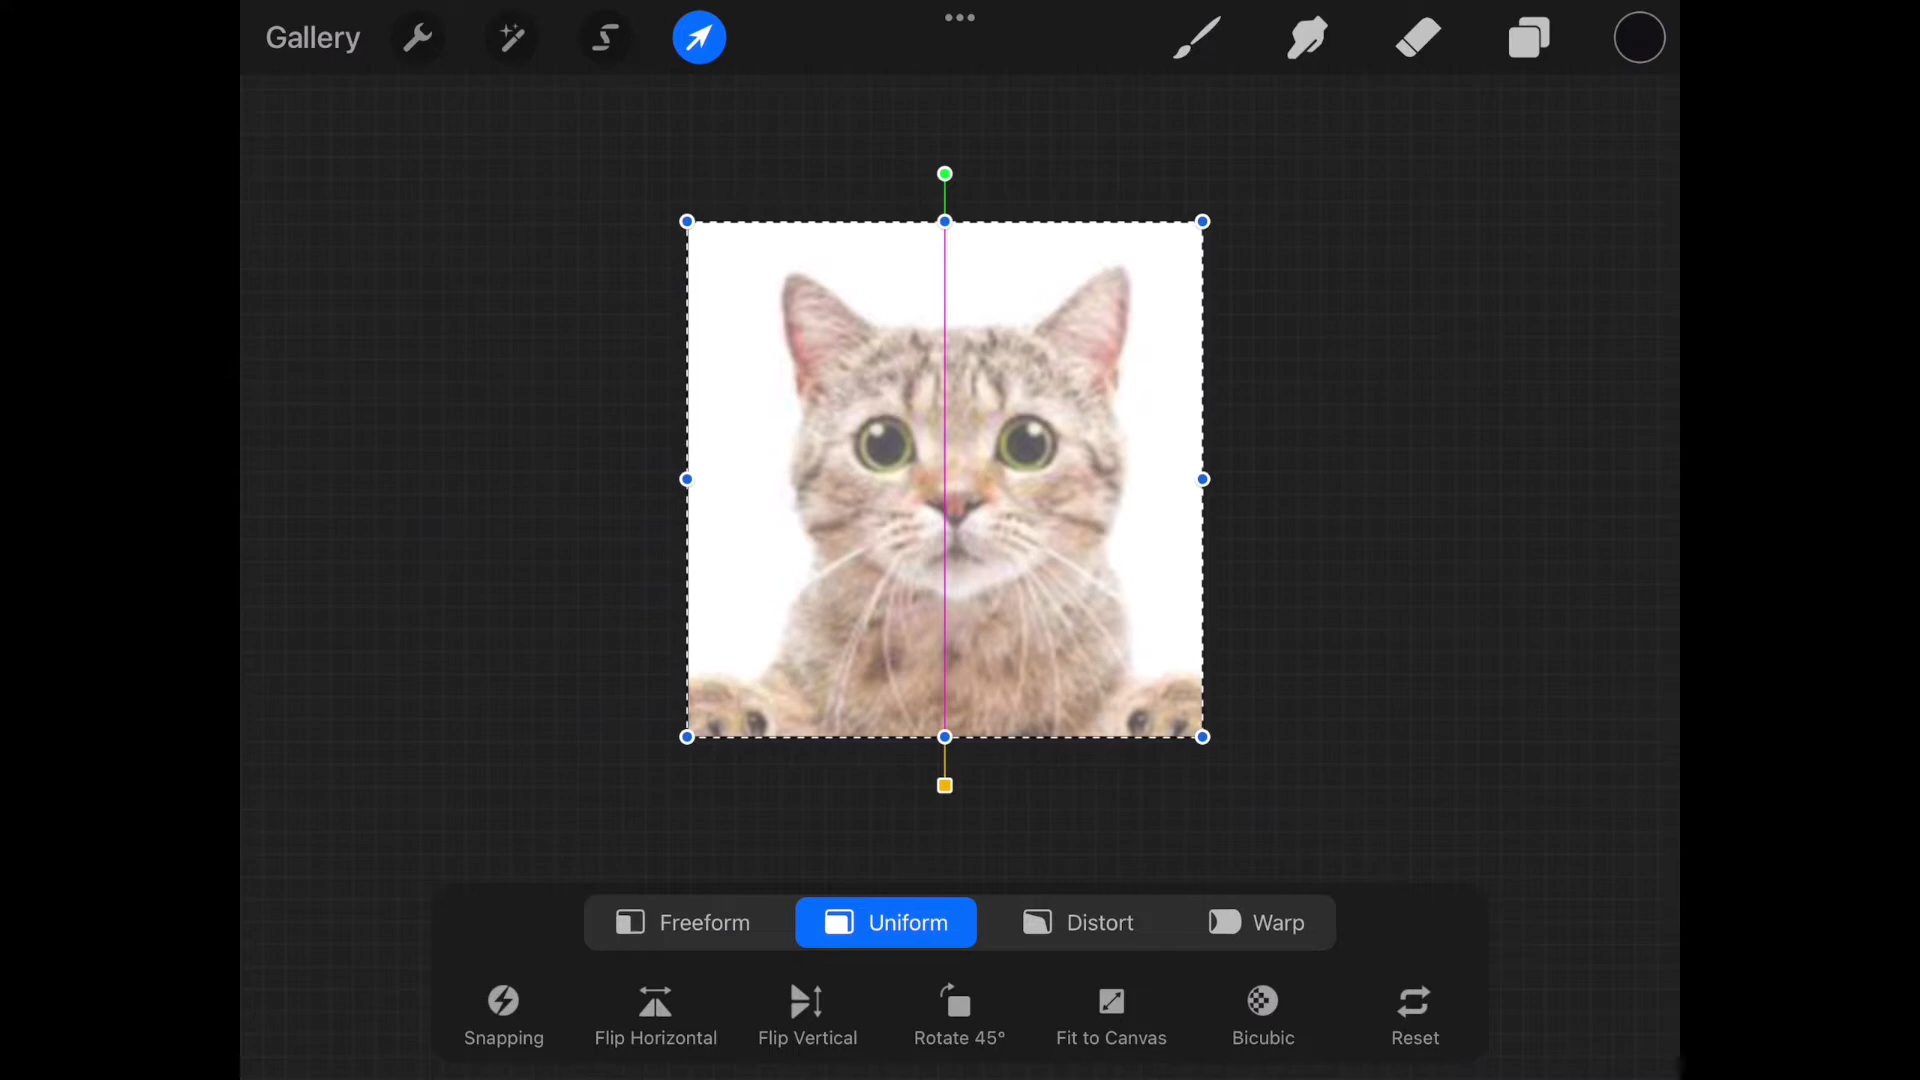 Gallery
Freeform
Uniform
Distort
Warp
Snapping
Flip Horizontal
Flip Vertical
Rotate 45°
Fit to Canvas
Bicubic
Reset